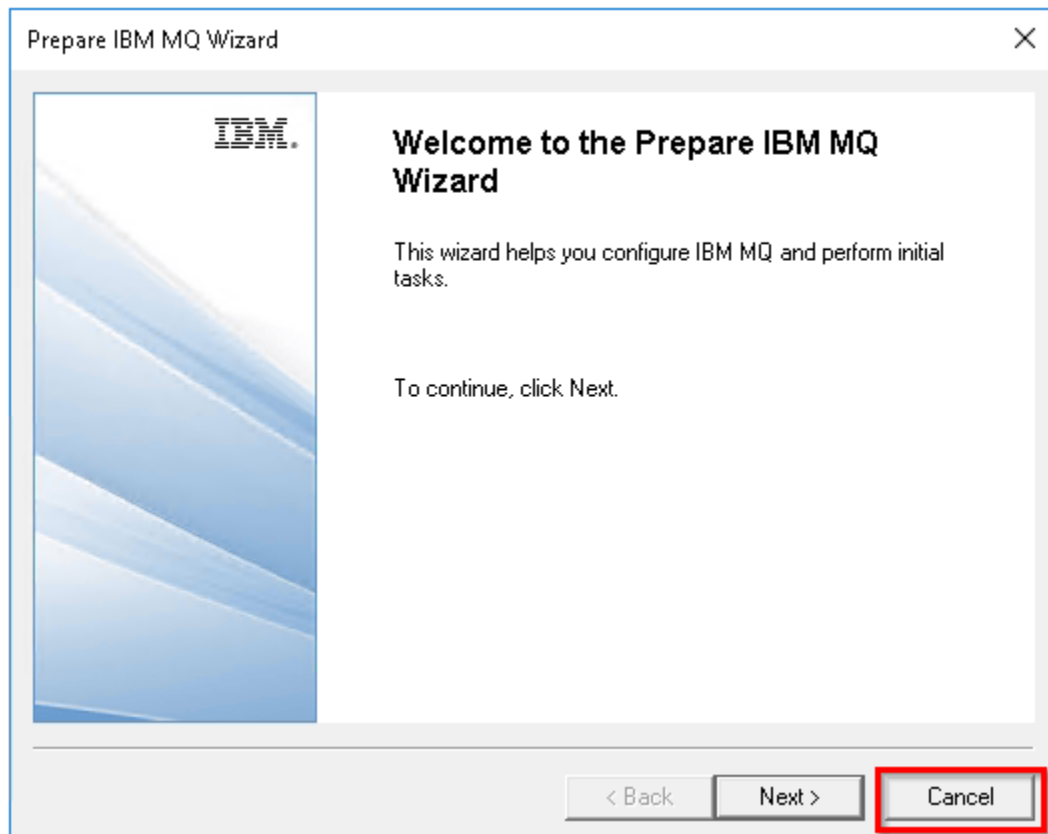 Prepare IBM MQ Wizard
IBM.
Welcome to the Prepare IBM MQ
Wizard
This wizard helps you configure IBM MQ and perform initial
tasks.
To continue, click Next.
< Back
Next >
Cancel